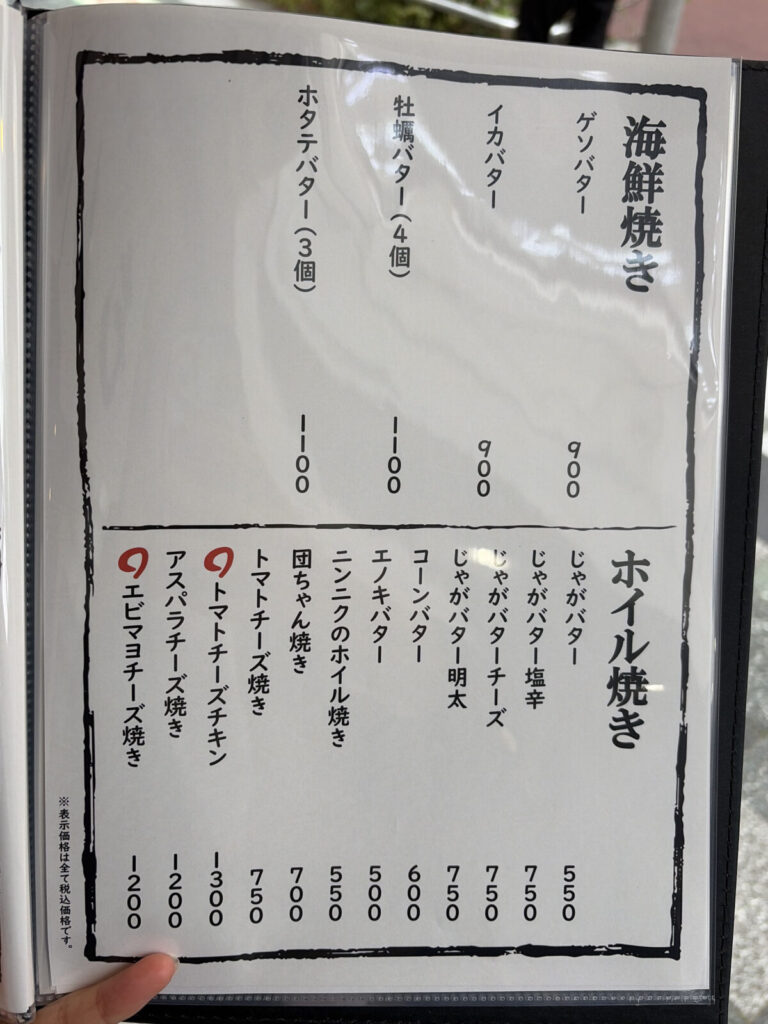 海鮮焼き
ゲソバター 900
イカバター 900
牡蠣バター(4個) 1100
ホタテバター(3個) 1100
ホイル焼き
じゃがバター 550
じゃがバター塩辛 750
じゃがバターチーズ 750
じゃがバター明太 750
コーンバター 600
エノキバター 500
ニンニクのホイル焼き 550
団ちゃん焼き 700
トマトチーズ焼き 750
トマトチーズチキン 1300
アスパラチーズ焼き 1200
エビマヨチーズ焼き 1200
※表示価格は全て税込価格です。